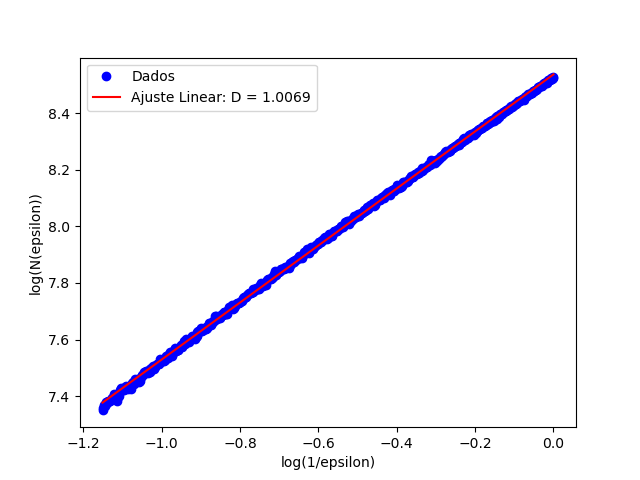 Dados
Ajuste Linear: D = 1.0069
8.4
8.2
8.0
7.8
7.6
7.4
log(N(epsilon))
−1.2 −1.0 −0.8 −0.6 −0.4 −0.2 0.0
log(1/epsilon)